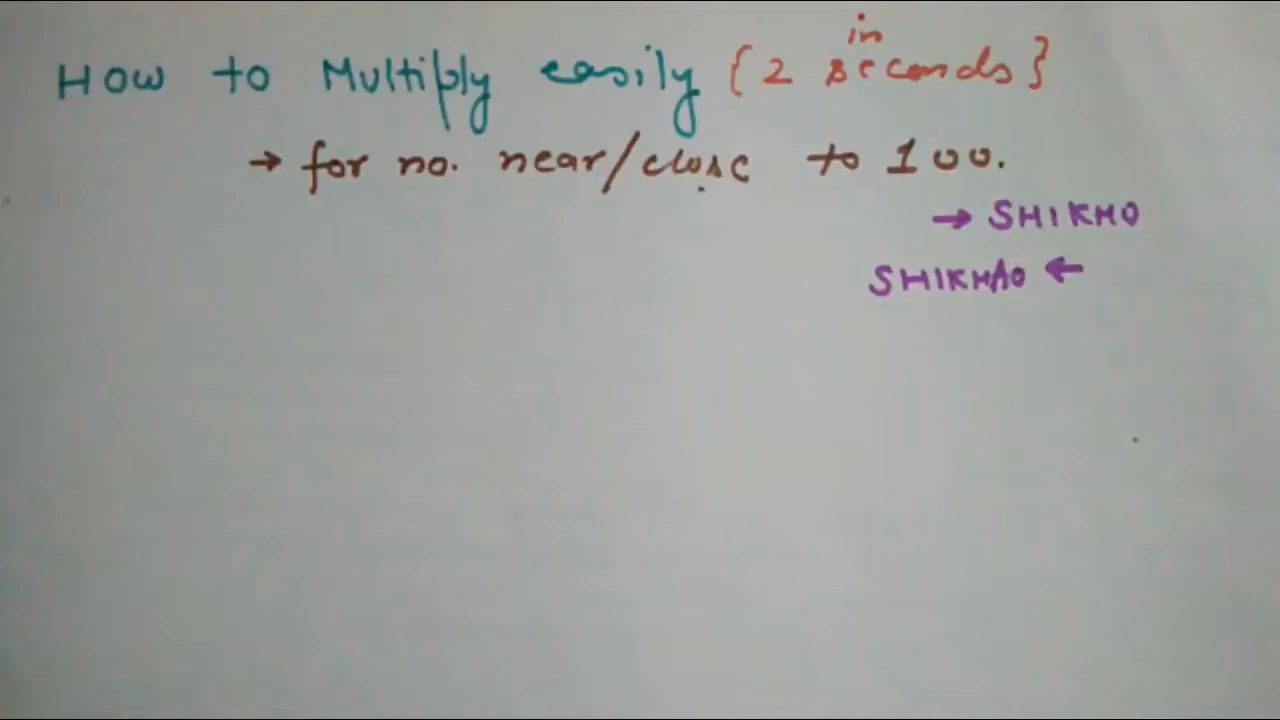 How to Multiply easily {in 2 seconds}
→ for no. near/close to 100.
→ SHIKHO
SHIKHAO ←